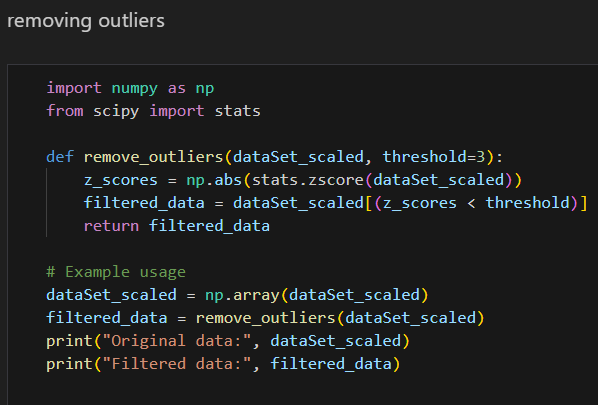 removing outliers
import numpy as np
from scipy import stats
def remove_outliers(dataSet_scaled, threshold=3):
    z_scores = np.abs(stats.zscore(dataSet_scaled))
    filtered_data = dataSet_scaled[(z_scores < threshold)]
    return filtered_data
# Example usage
dataSet_scaled = np.array(dataSet_scaled)
filtered_data = remove_outliers(dataSet_scaled)
print("Original data:", dataSet_scaled)
print("Filtered data:", filtered_data)